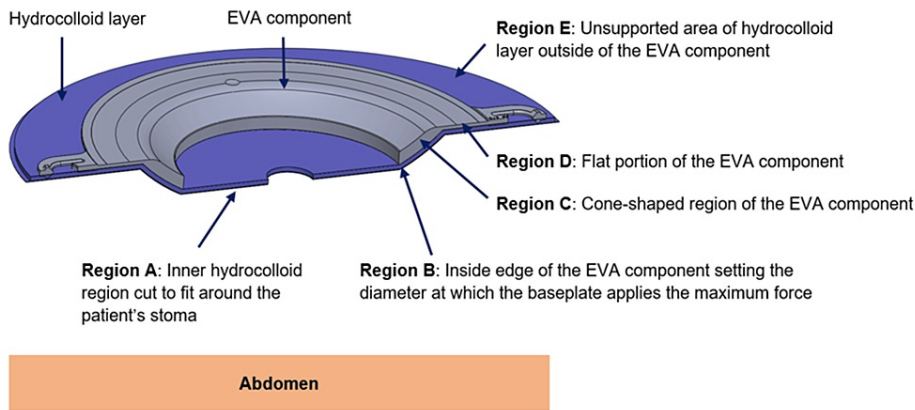 Hydrocolloid layer
EVA component
Region E: Unsupported area of hydrocolloid
layer outside of the EVA component
Region D: Flat portion of the EVA component
Region C: Cone-shaped region of the EVA component
Region A: Inner hydrocolloid
region cut to fit around the
patient's stoma
Region B: Inside edge of the EVA component setting the
diameter at which the baseplate applies the maximum force
Abdomen